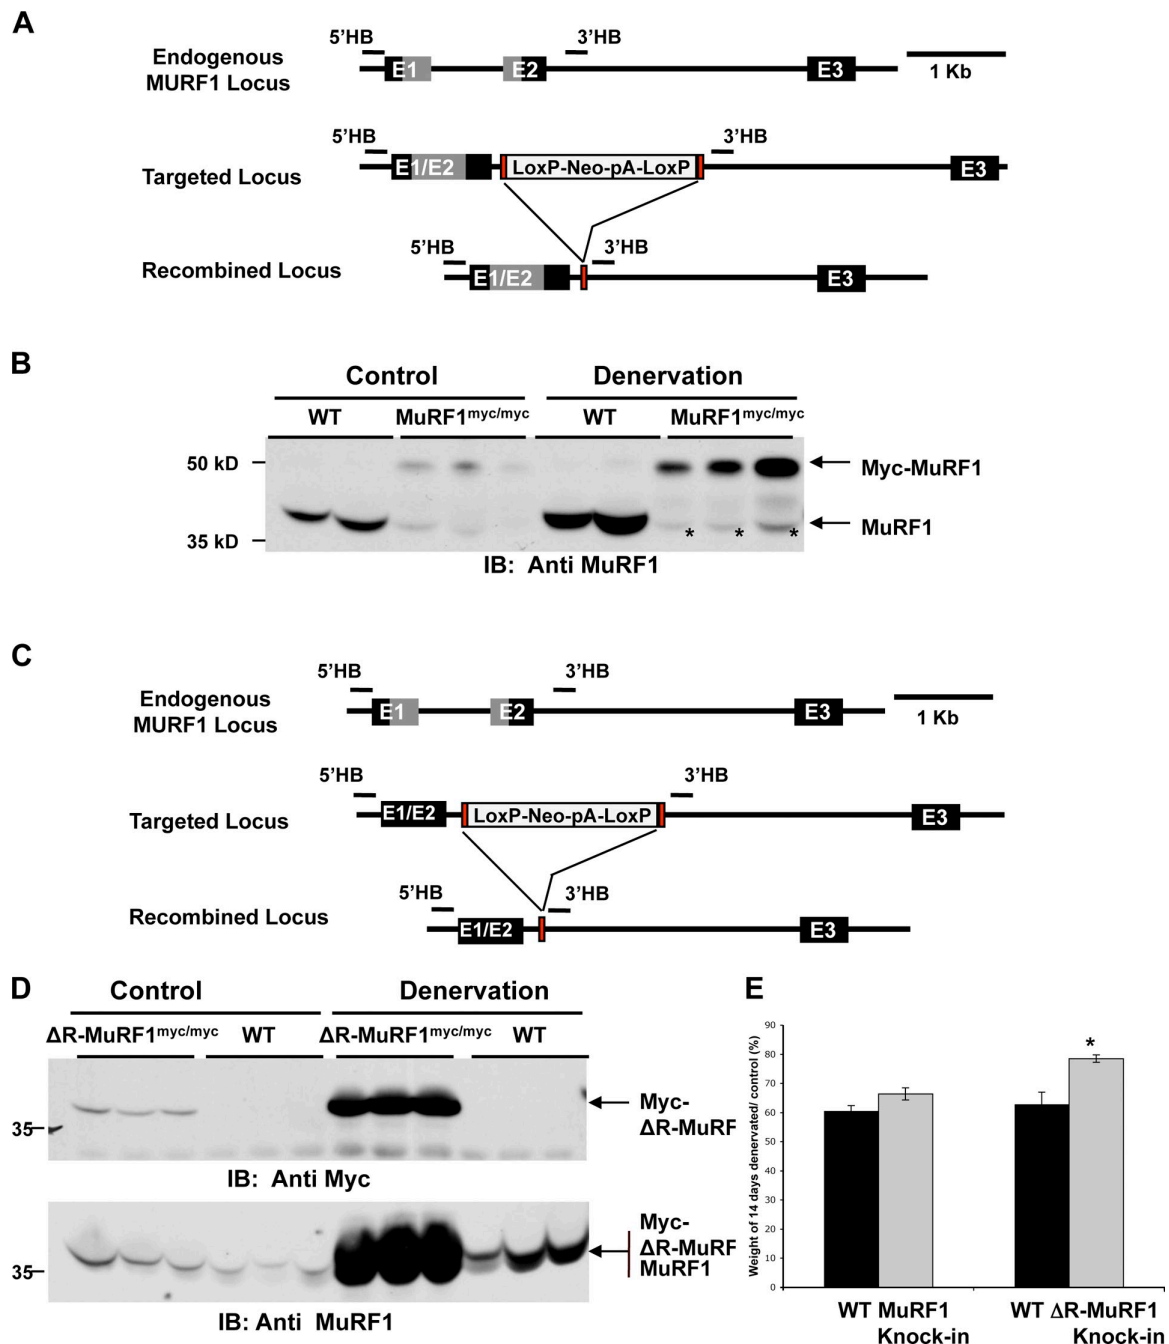 A
Endogenous
MURF1 Locus
5'HB
3'HB
E1
E2
E3
1 Kb
Targeted Locus
5'HB
3'HB
E1/E2
LoxP-Neo-pA-LoxP
E3
Recombined Locus
5'HB
3'HB
E1/E2
E3
B
Control
Denervation
WT
MuRF1myc/myc
WT
MuRF1myc/myc
50 kD
35 kD
Myc-MuRF1
MuRF1
* * *
IB: Anti MuRF1
C
Endogenous
MURF1 Locus
5'HB
3'HB
E1
E2
E3
1 Kb
Targeted Locus
5'HB
3'HB
E1/E2
LoxP-Neo-pA-LoxP
E3
Recombined Locus
5'HB
3'HB
E1/E2
E3
D
Control
Denervation
ΔR-MuRF1myc/myc
WT
ΔR-MuRF1myc/myc
WT
35
Myc-
ΔR-MuRF
IB: Anti Myc
35
Myc-
ΔR-MuRF
MuRF1
IB: Anti MuRF1
E
Weight of 14 days denervated/ control (%)
90
80
70
60
50
40
30
20
10
0
*
WT MuRF1
Knock-in
WT ΔR-MuRF1
Knock-in